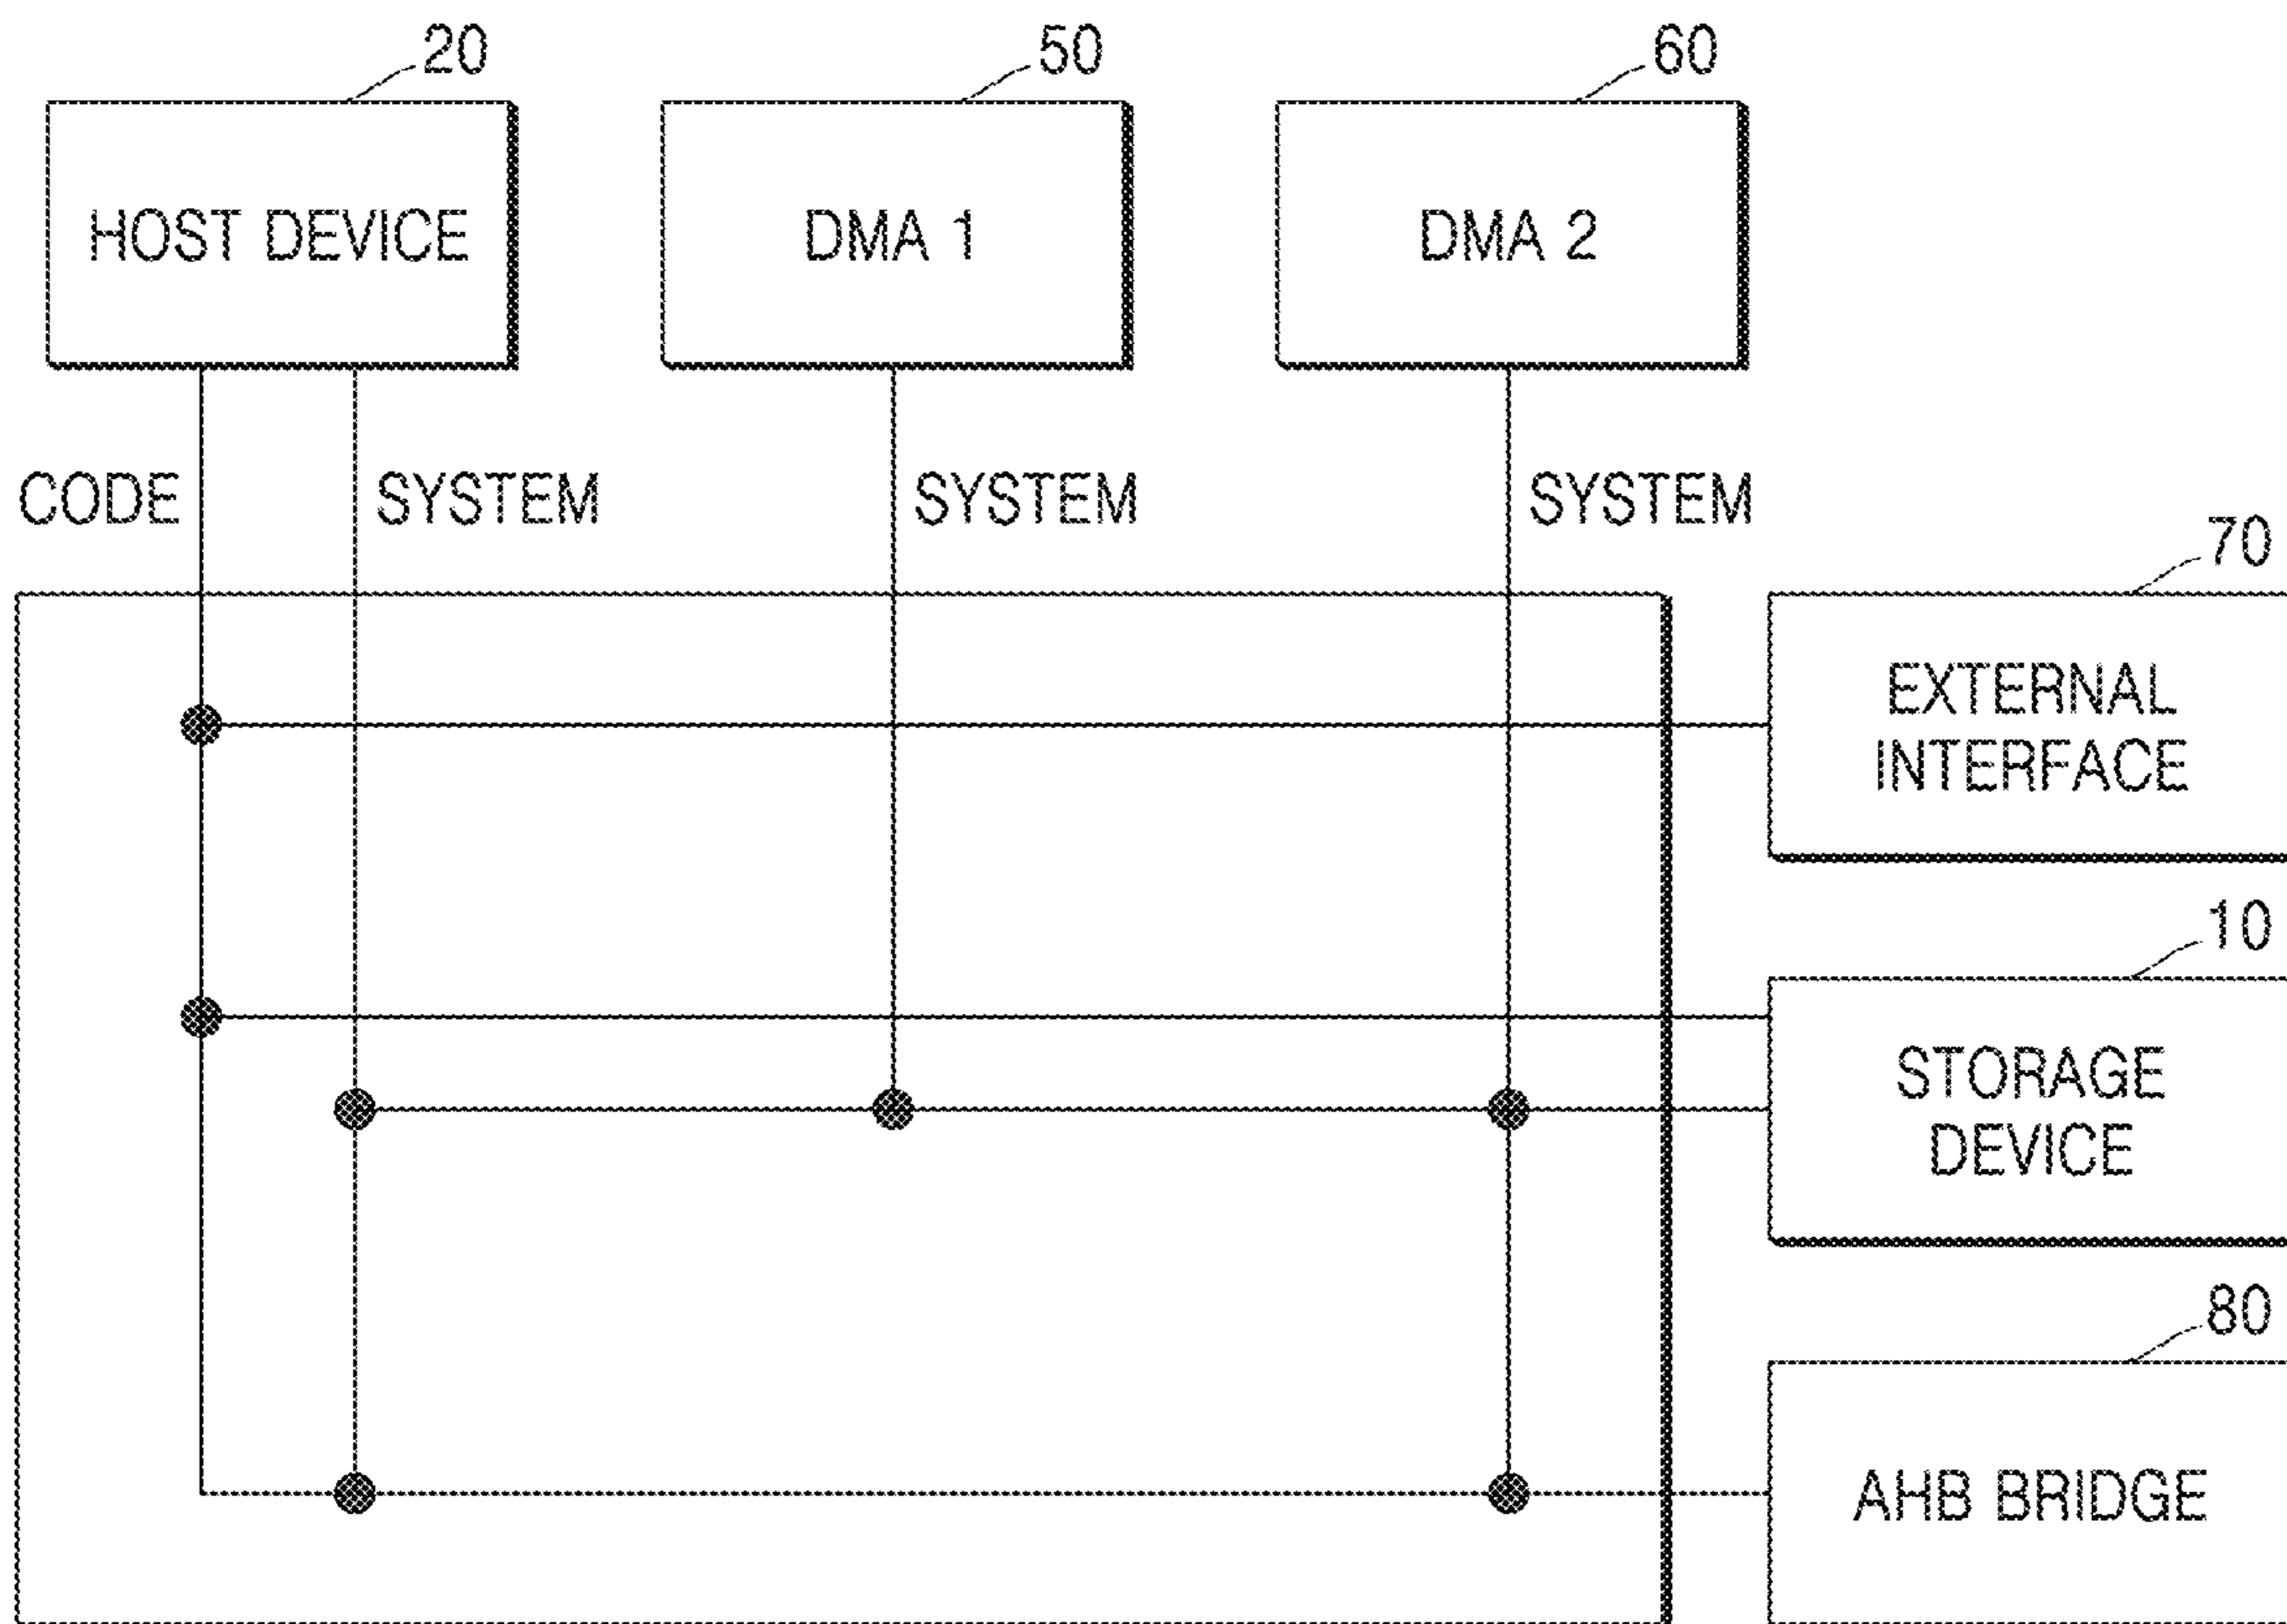 20
50
60
HOST DEVICE
DMA 1
DMA 2
CODE
SYSTEM
SYSTEM
SYSTEM
70
EXTERNAL
INTERFACE
10
STORAGE
DEVICE
80
AHB BRIDGE